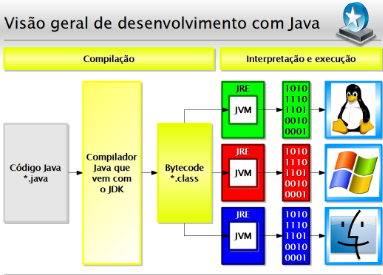 Visão geral de desenvolvimento com Java
Compilação
Interpretação e execução
Código Java
*.java
Compilador
Java que
vem com
o JDK
Bytecode
*.class
JRE
JVM
1010
1110
1101
0010
0001
JRE
JVM
1010
1110
1101
0010
0001
JRE
JVM
1010
1110
1101
0010
0001